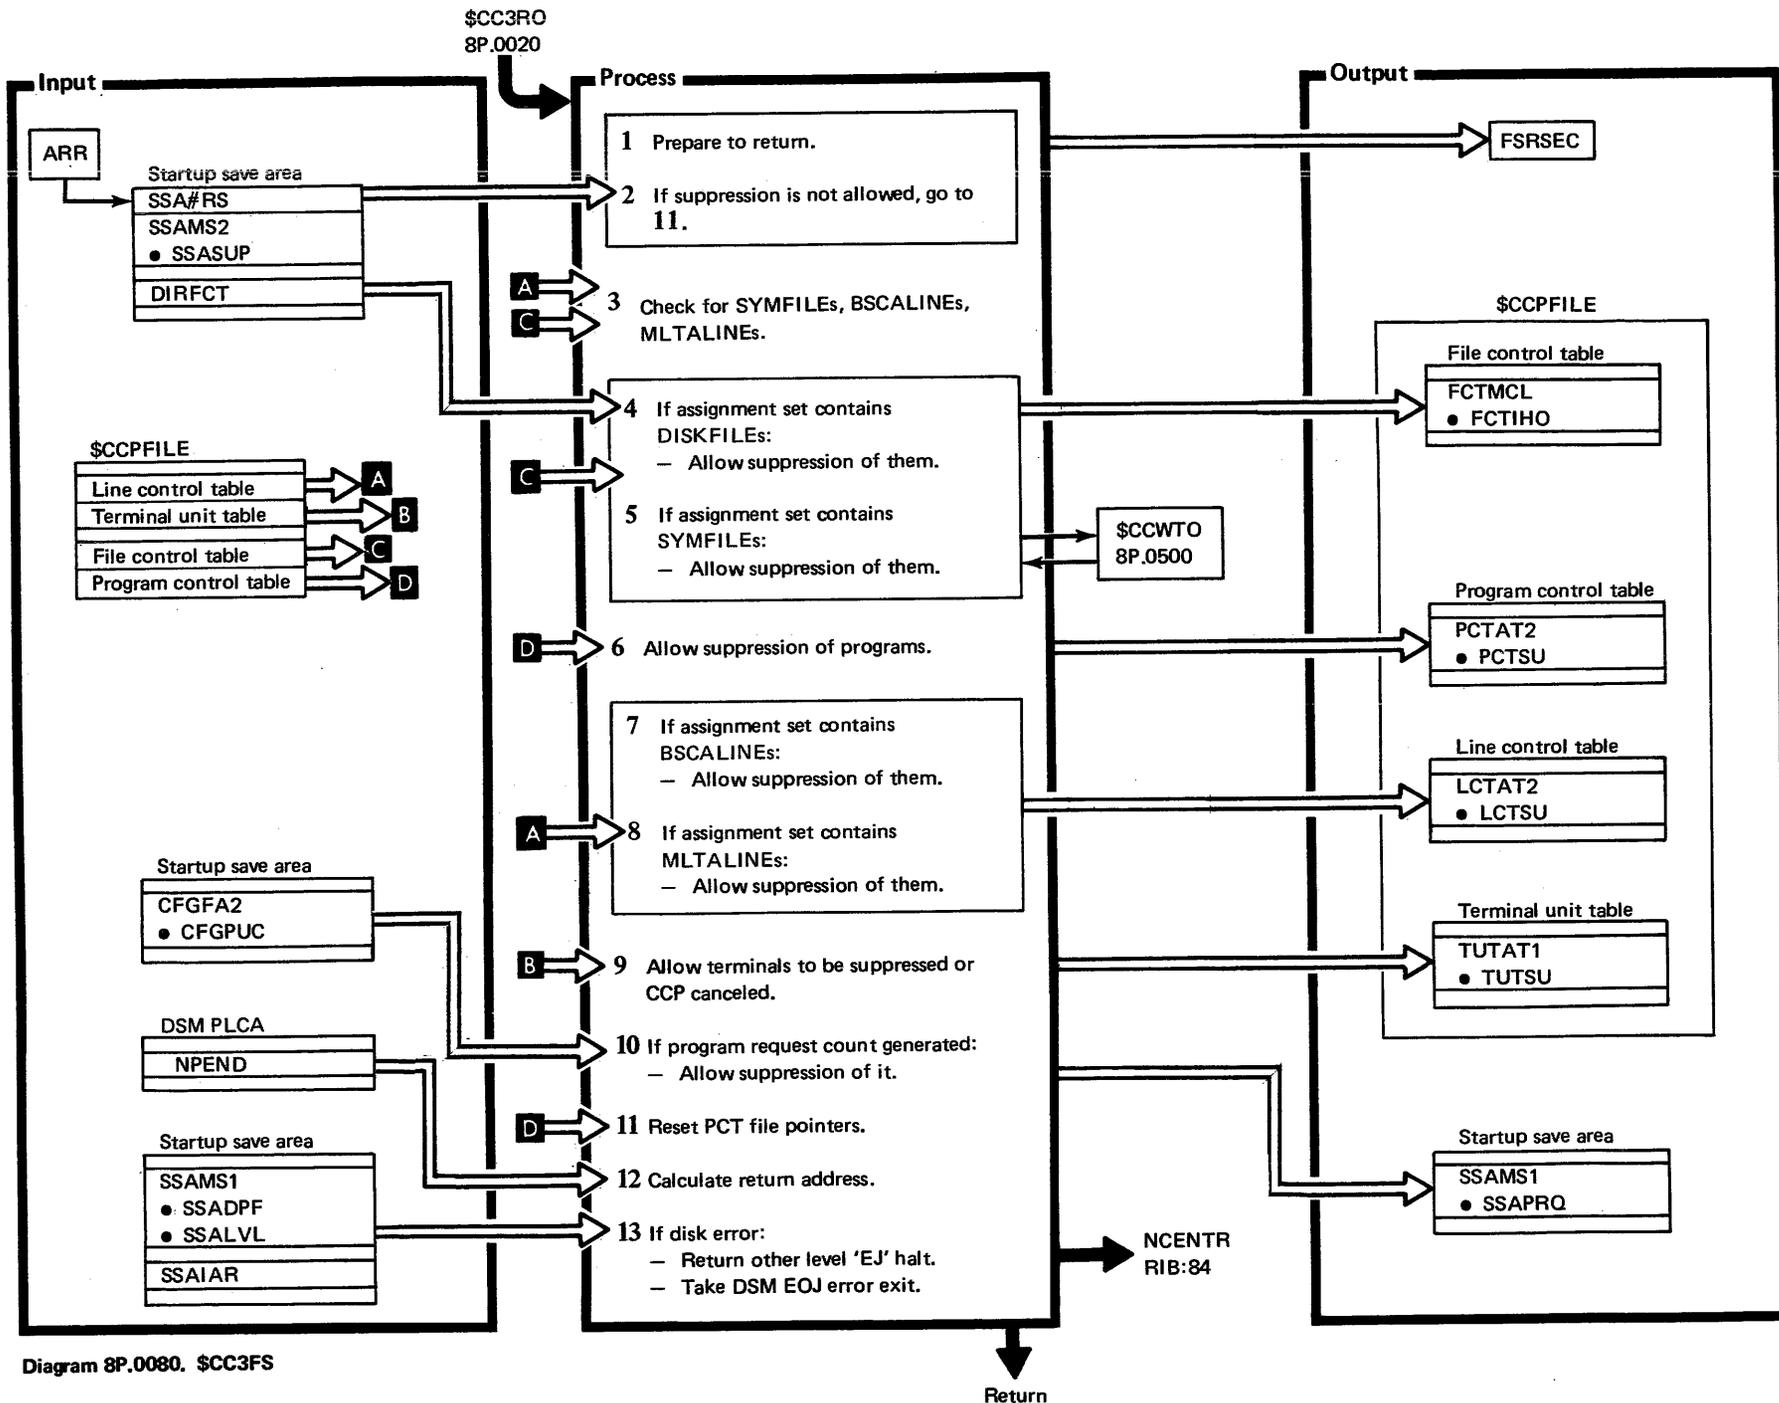 $CC3RO
8P.0020
Input
ARR
Startup save area
SSA#RS
SSAMS2
● SSASUP
DIRFCT
$CCPFILE
Line control table
A
Terminal unit table
B
File control table
C
Program control table
D
Startup save area
CFGFA2
● CFGPUC
DSM PLCA
NPEND
Startup save area
SSAMS1
● SSADPF
● SSALVL
SSAIAR
Process
1 Prepare to return.
2 If suppression is not allowed, go to
11.
A
C
3 Check for SYMFILEs, BSCALINEs,
MLTALINEs.
4 If assignment set contains
DISKFILEs:
— Allow suppression of them.
C
5 If assignment set contains
SYMFILEs:
— Allow suppression of them.
$CCWTO
8P.0500
D
6 Allow suppression of programs.
7 If assignment set contains
BSCALINEs:
— Allow suppression of them.
A
8 If assignment set contains
MLTALINEs:
— Allow suppression of them.
B
9 Allow terminals to be suppressed or
CCP canceled.
10 If program request count generated:
— Allow suppression of it.
D
11 Reset PCT file pointers.
12 Calculate return address.
13 If disk error:
— Return other level 'EJ' halt.
— Take DSM EOJ error exit.
NCENTR
RIB:84
Return
Output
FSRSEC
$CCPFILE
File control table
FCTMCL
● FCTIHO
Program control table
PCTAT2
● PCTSU
Line control table
LCTAT2
● LCTSU
Terminal unit table
TUTAT1
● TUTSU
Startup save area
SSAMS1
● SSAPRQ
Diagram 8P.0080. $CC3FS